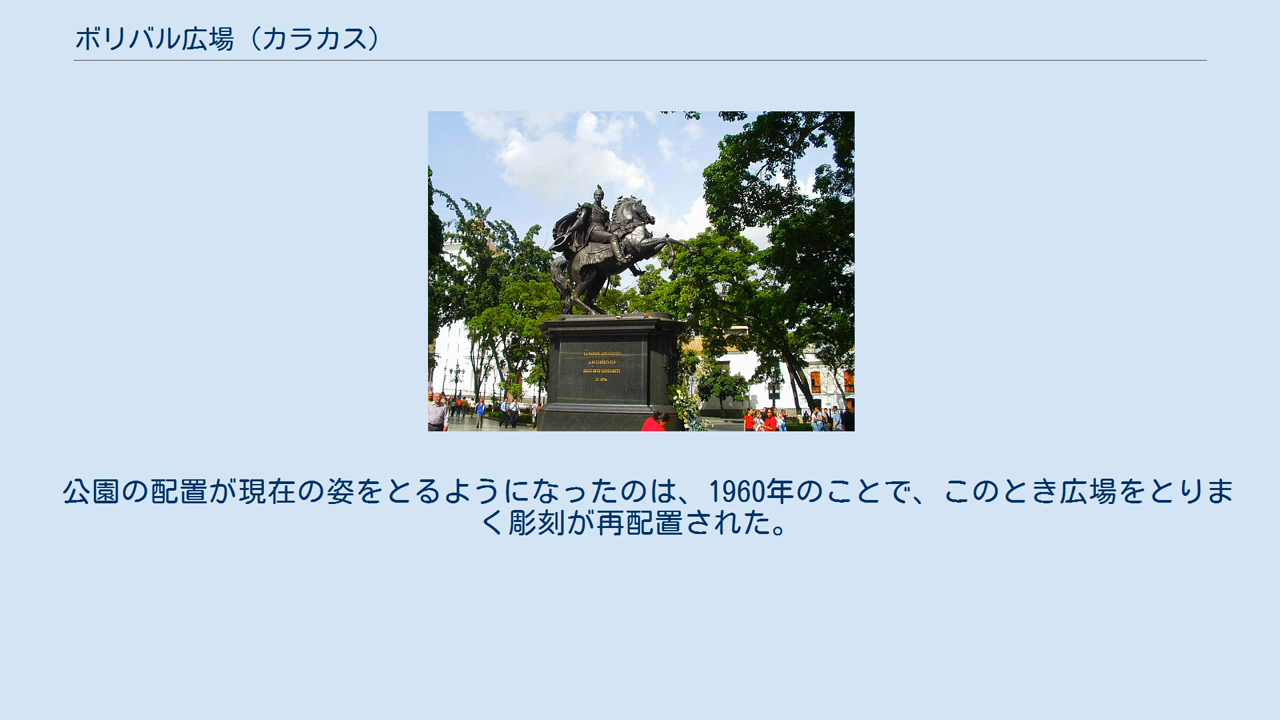 ボリバル広場（カラカス）
公園の配置が現在の姿をとるようになったのは、1960年のことで、このとき広場をとりま
く彫刻が再配置された。